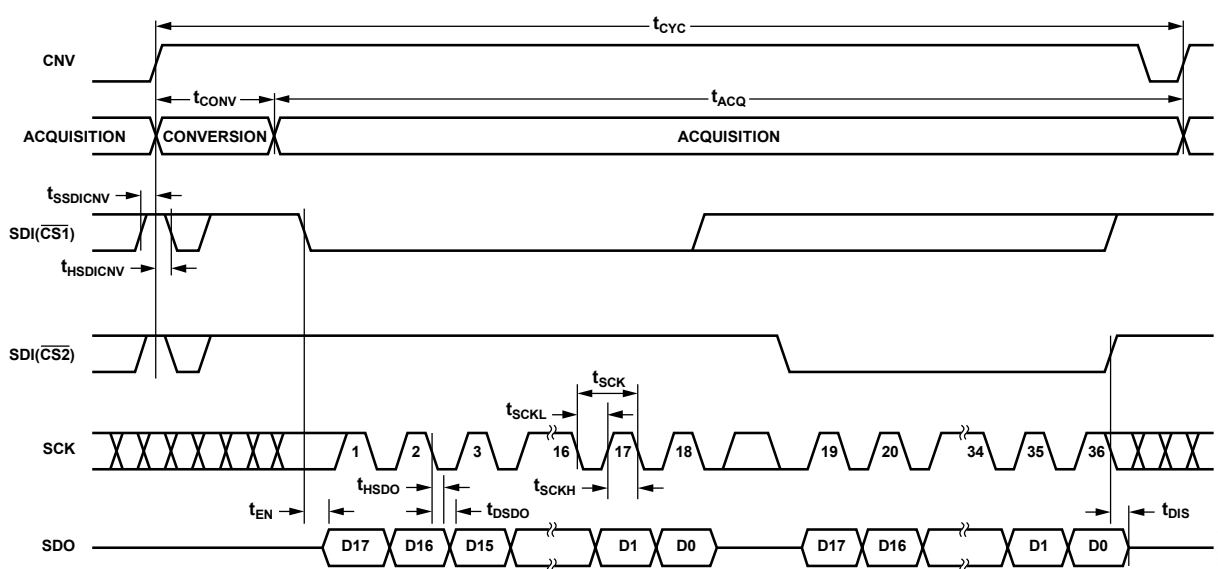 tCYC
CNV
tCONV tACQ
ACQUISITION CONVERSION ACQUISITION
tSSDICNV
SDI(CS1)
tHSDICNV
SDI(CS2)
tSCK
tSCKL
SCK 1 2 3 16 17 18 19 20 34 35 36
tHSDO tSCKH
tEN tDSDO tDIS
SDO D17 D16 D15 D1 D0 D17 D16 D1 D0